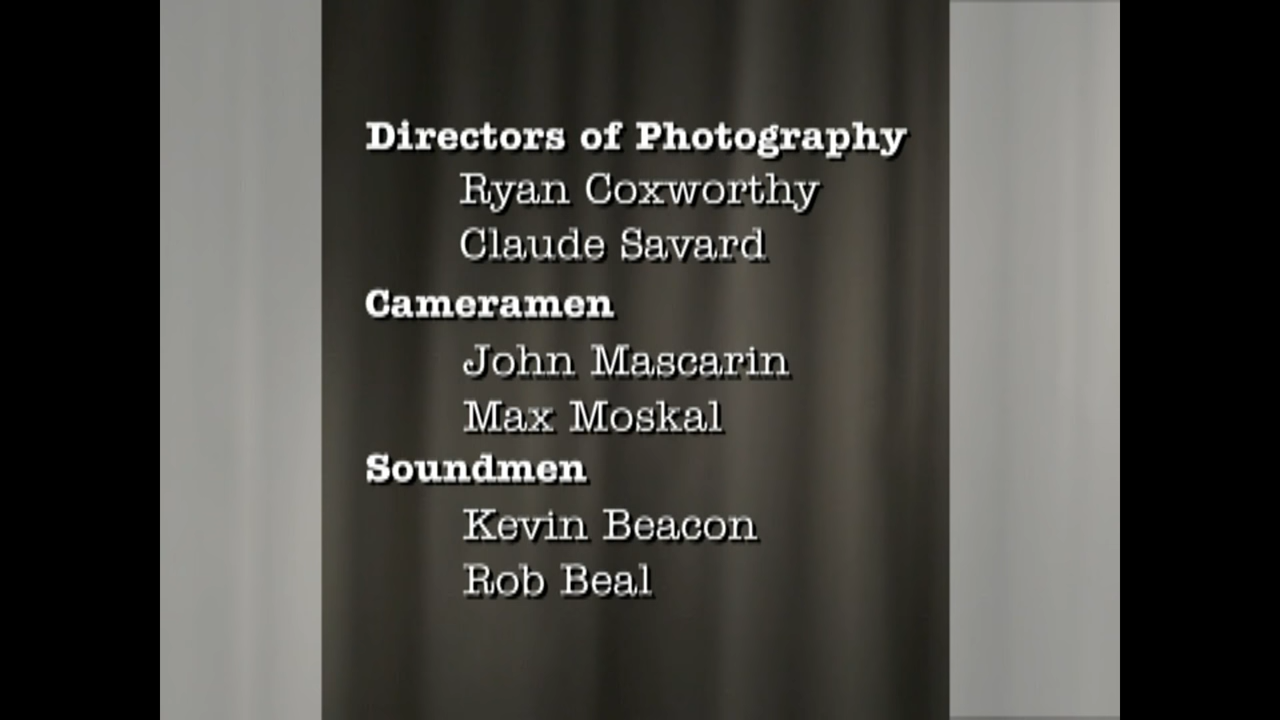 Directors of Photography
Ryan Coxworthy
Claude Savard
Cameramen
John Mascarin
Max Moskal
Soundmen
Kevin Beacon
Rob Beal